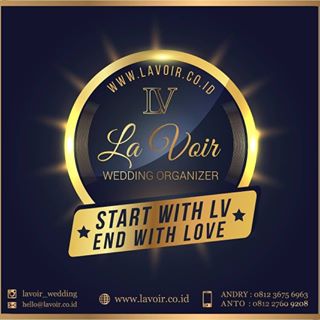 WWW.LAVOIR.CO.ID
LV
La Voir
WEDDING ORGANIZER
START WITH LV
END WITH LOVE
lavoir_wedding
hello@lavoir.co.id
www.lavoir.co.id
ANDRY : 0812 3675 6963
ANTO : 0812 2760 9208